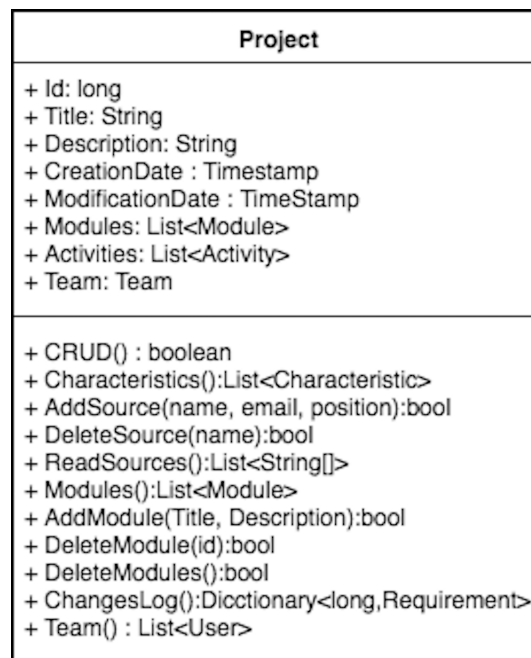 Project
+ Id: long
+ Title: String
+ Description: String
+ CreationDate : Timestamp
+ ModificationDate : TimeStamp
+ Modules: List<Module>
+ Activities: List<Activity>
+ Team: Team
+ CRUD() : boolean
+ Characteristics():List<Characteristic>
+ AddSource(name, email, position):bool
+ DeleteSource(name):bool
+ ReadSources():List<String[]>
+ Modules():List<Module>
+ AddModule(Title, Description):bool
+ DeleteModule(id):bool
+ DeleteModules():bool
+ ChangesLog():Dicctionary<long,Requirement>
+ Team() : List<User>